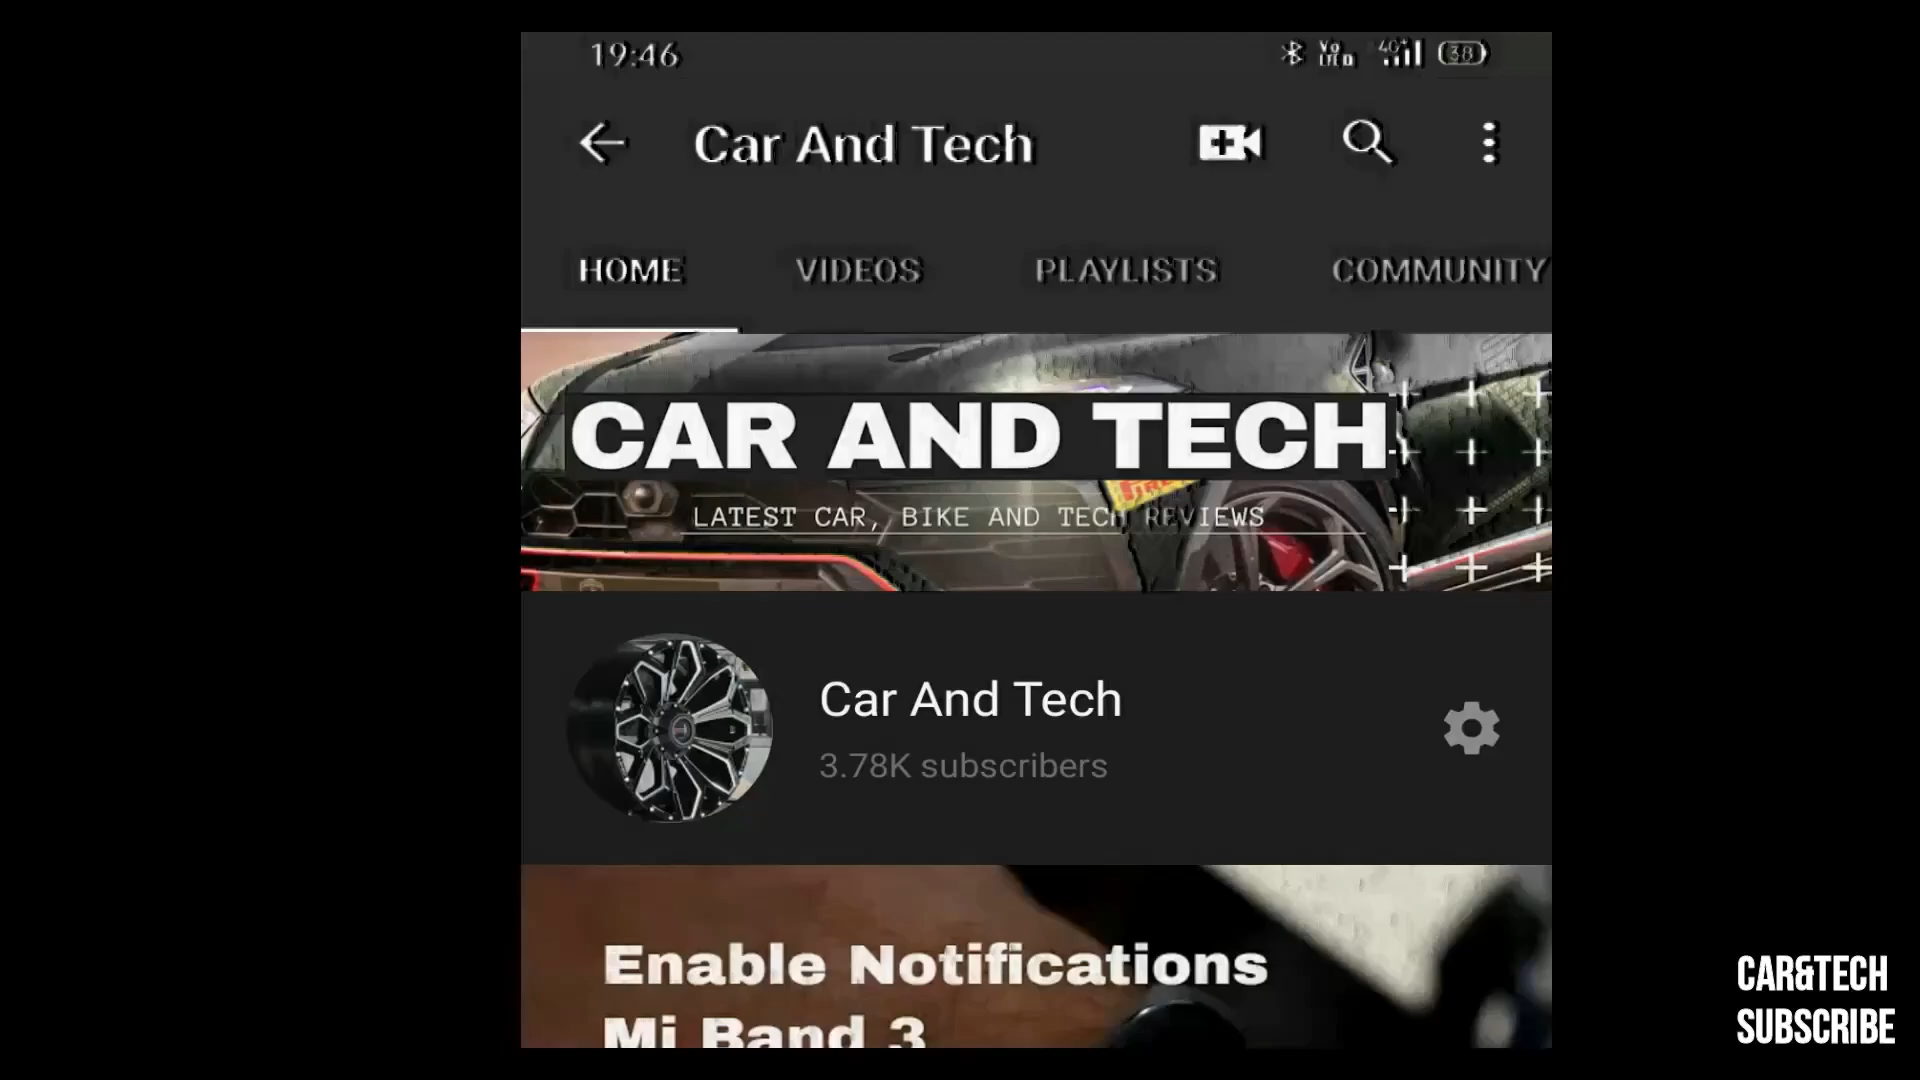 19:46
38
Car And Tech
HOME VIDEOS PLAYLISTS COMMUNITY
CAR AND TECH
LATEST CAR, BIKE AND TECH REVIEWS
Car And Tech
3.78K subscribers
Enable Notifications
Mi Band 3
CAR&TECH
SUBSCRIBE